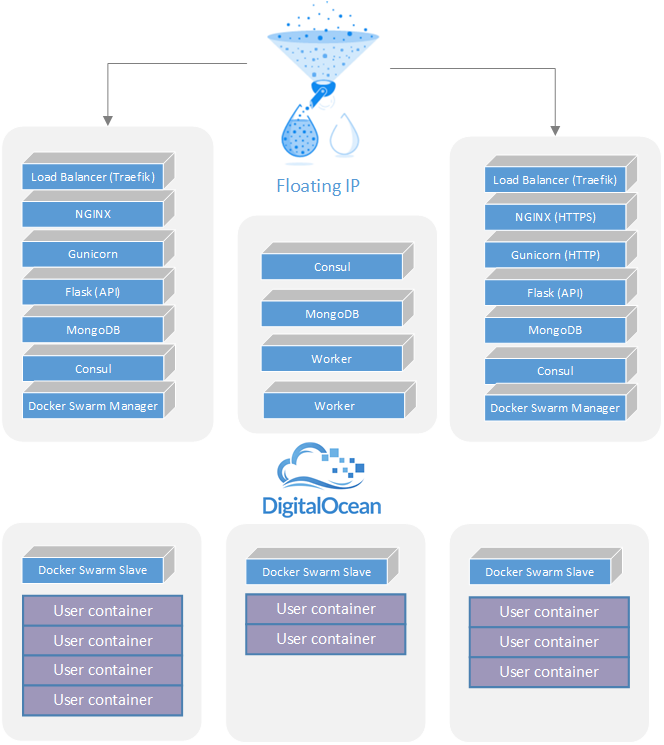 Floating IP
Load Balancer (Traefik)
NGINX
Gunicorn
Flask (API)
MongoDB
Consul
Docker Swarm Manager
Consul
MongoDB
Worker
Worker
Load Balancer (Traefik)
NGINX (HTTPS)
Gunicorn (HTTP)
Flask (API)
MongoDB
Consul
Docker Swarm Manager
DigitalOcean
Docker Swarm Slave
User container
User container
User container
User container
Docker Swarm Slave
User container
User container
Docker Swarm Slave
User container
User container
User container